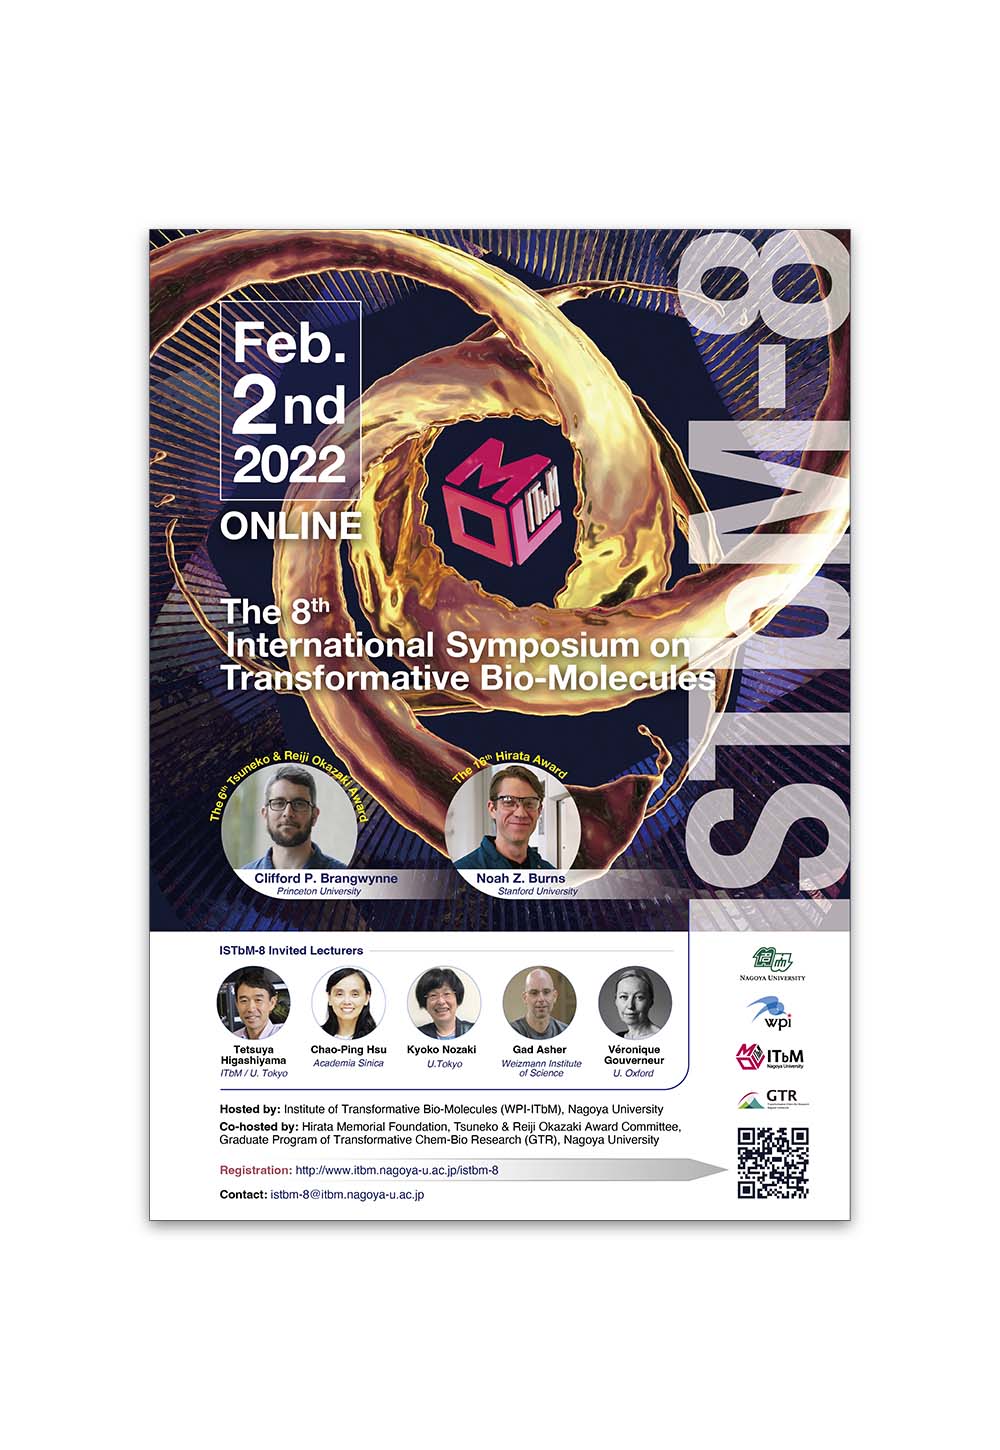 Feb.
2nd
2022
ONLINE
ISTbM-8
MOL ITbM
The 8th
International Symposium on
Transformative Bio-Molecules
The 6th Tsuneko & Reiji Okazaki Award
Clifford P. Brangwynne
Princeton University
The 16th Hirata Award
Noah Z. Burns
Stanford University
ISTbM-8 Invited Lecturers
Tetsuya
Higashiyama
ITbM / U. Tokyo
Chao-Ping Hsu
Academia Sinica
Kyoko Nozaki
U.Tokyo
Gad Asher
Weizmann Institute
of Science
Véronique
Gouverneur
U. Oxford
NAGOYA UNIVERSITY
wpi
ITbM
Nagoya University
GTR
Hosted by: Institute of Transformative Bio-Molecules (WPI-ITbM), Nagoya University
Co-hosted by: Hirata Memorial Foundation, Tsuneko & Reiji Okazaki Award Committee,
Graduate Program of Transformative Chem-Bio Research (GTR), Nagoya University
Registration: http://www.itbm.nagoya-u.ac.jp/istbm-8
Contact: istbm-8@itbm.nagoya-u.ac.jp